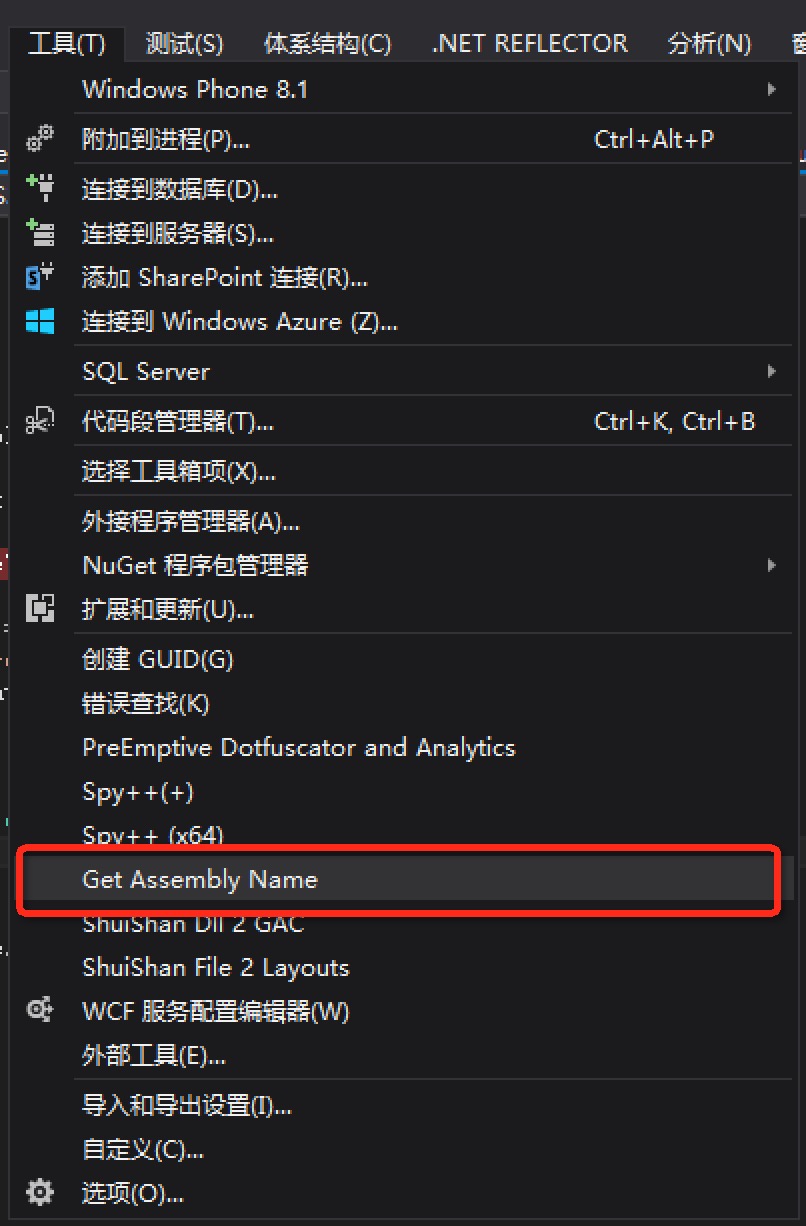 工具(T) 测试(S) 体系结构(C) .NET REFLECTOR 分析(N)
Windows Phone 8.1
附加到进程(P)... Ctrl+Alt+P
连接到数据库(D)...
连接到服务器(S)...
添加 SharePoint 连接(R)...
连接到 Windows Azure (Z)...
SQL Server
代码段管理器(T)... Ctrl+K, Ctrl+B
选择工具箱项(X)...
外接程序管理器(A)...
NuGet 程序包管理器
扩展和更新(U)...
创建 GUID(G)
错误查找(K)
PreEmptive Dotfuscator and Analytics
Spy++(+)
Spy++ (x64)
Get Assembly Name
ShuiShan Dll 2 GAC
ShuiShan File 2 Layouts
WCF 服务配置编辑器(W)
外部工具(E)...
导入和导出设置(I)...
自定义(C)...
选项(O)...